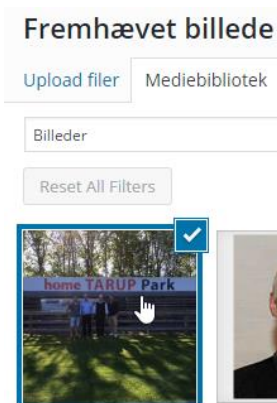 Fremhævet billede
Upload filer Mediebibliotek
Billeder
Reset All Filters
home TARUP Park